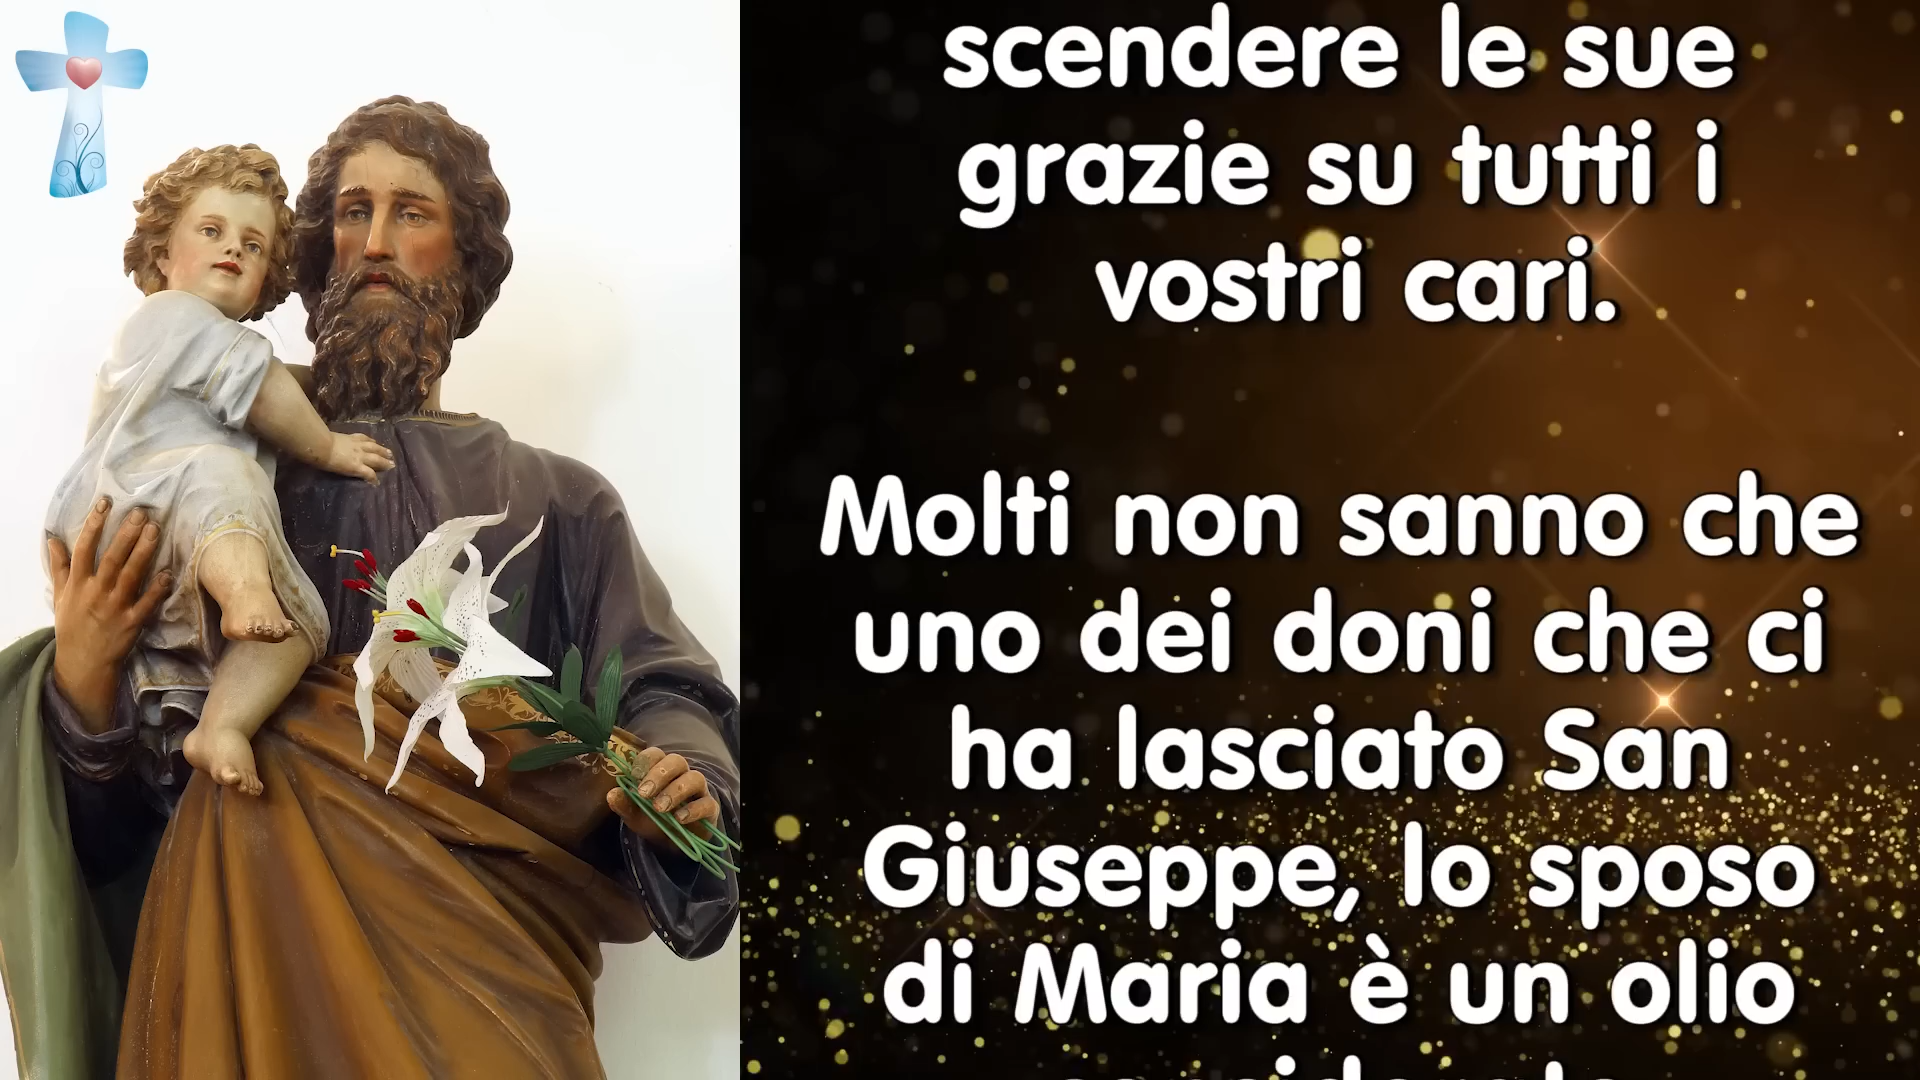 scendere le sue
grazie su tutti i
vostri cari.
Molti non sanno che
uno dei doni che ci
ha lasciato San
Giuseppe, lo sposo
di Maria è un olio